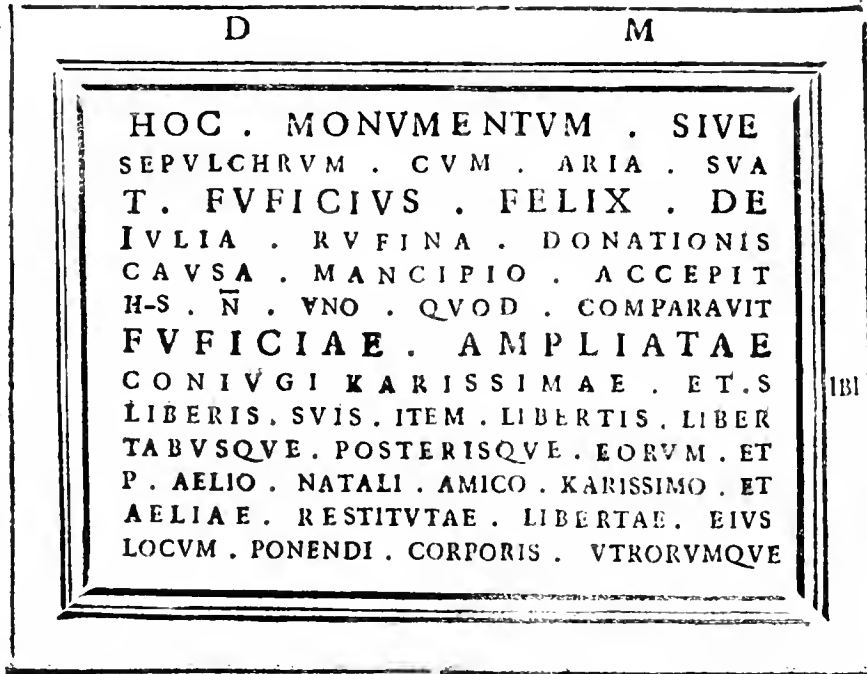 D M
HOC . MONVMENTVM . SIVE
SEPVLCHRVM . CVM . ARIA . SVA
T . FVFICIVS . FELIX . DE
IVLIA . RVFINA . DONATIONIS
CAVSA . MANCIPIO . ACCEPIT
H-S . N̅ . VNO . QVOD . COMPARAVIT
FVFICIAE . AMPLIATAE
CONIVGI KARISSIMAE . ET . S IBI
LIBERIS . SVIS . ITEM . LIBERTIS . LIBER
TABVSQVE . POSTERISQVE . EORVM . ET
P . AELIO . NATALI . AMICO . KARISSIMO . ET
AELIAE . RESTITVTAE . LIBERTAE . EIVS
LOCVM . PONENDI . CORPORIS . VTRORVMQVE